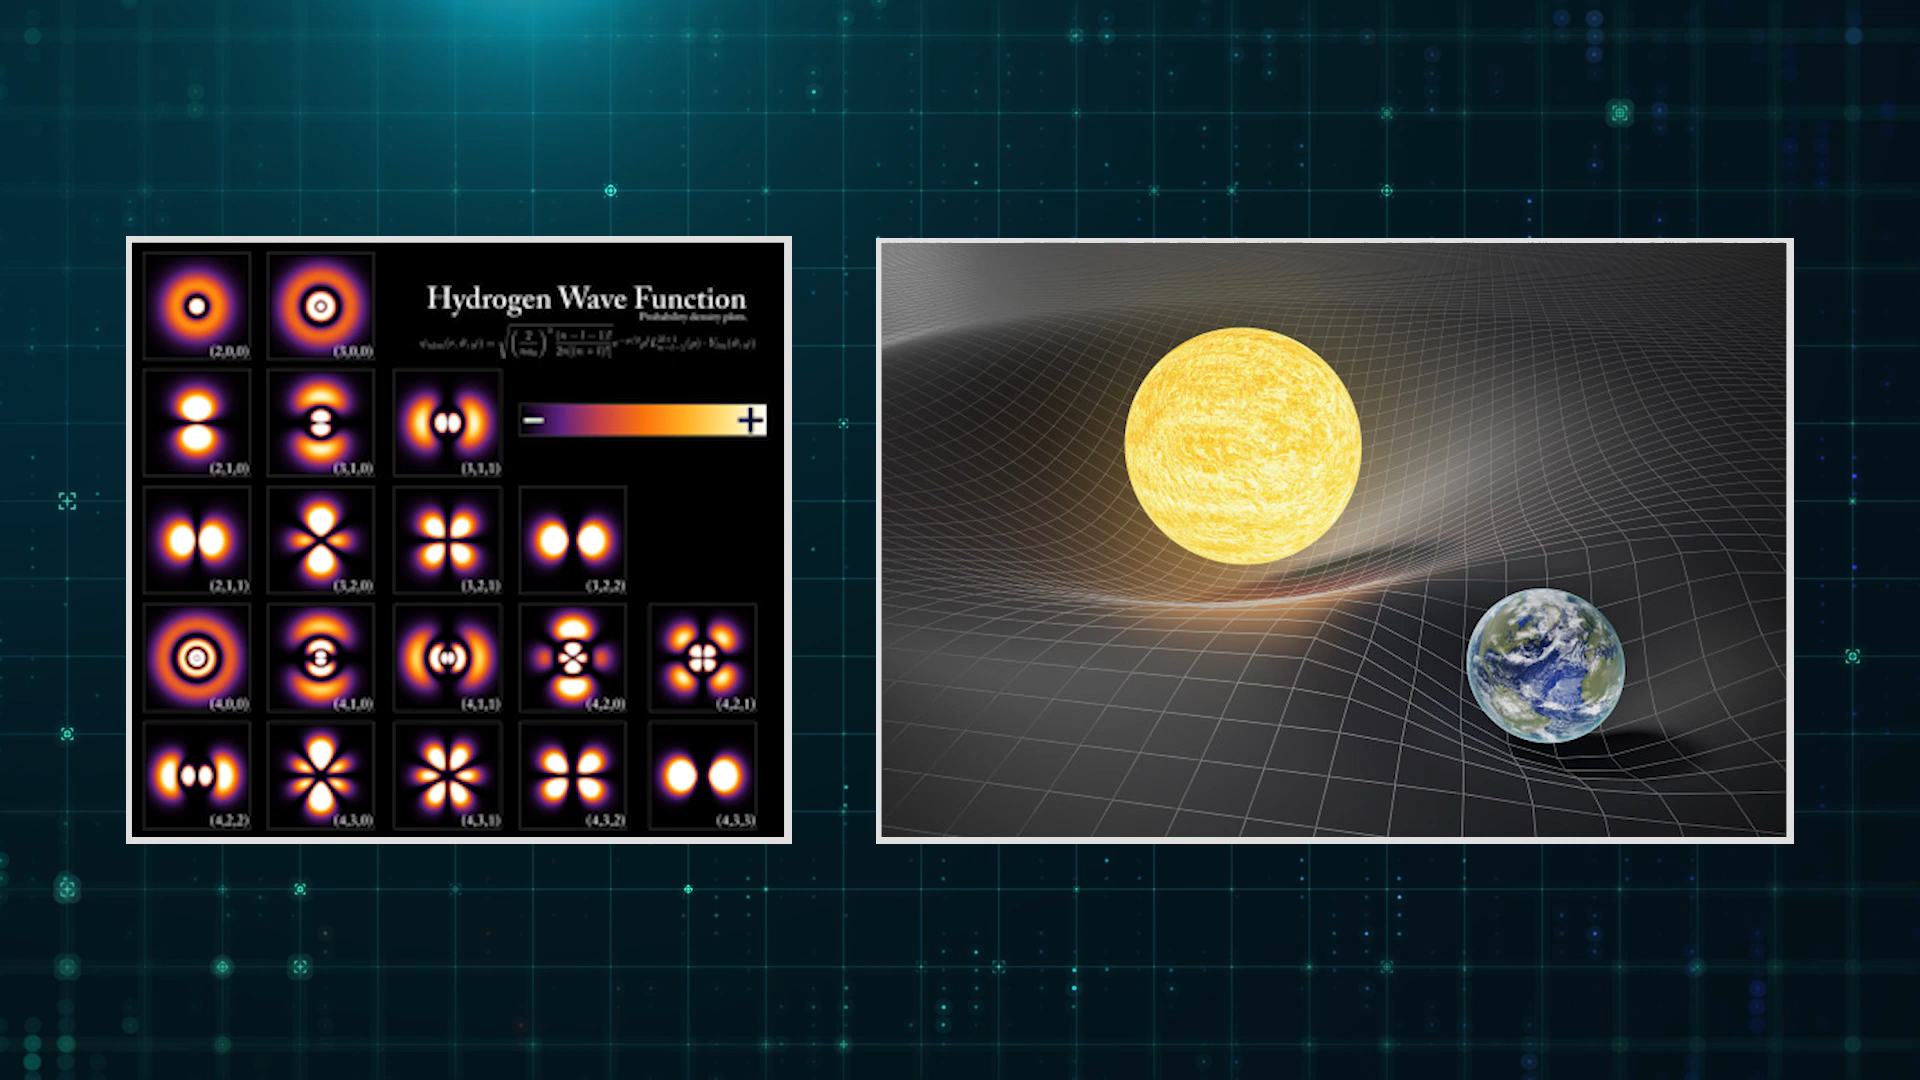 (2,0,0) (3,0,0)
Hydrogen Wave Function
Probability density plots.
− +
(2,1,0) (3,1,0) (3,1,1)
(2,1,1) (3,2,0) (3,2,1) (3,2,2)
(4,0,0) (4,1,0) (4,1,1) (4,2,0) (4,2,1)
(4,2,2) (4,3,0) (4,3,1) (4,3,2) (4,3,3)